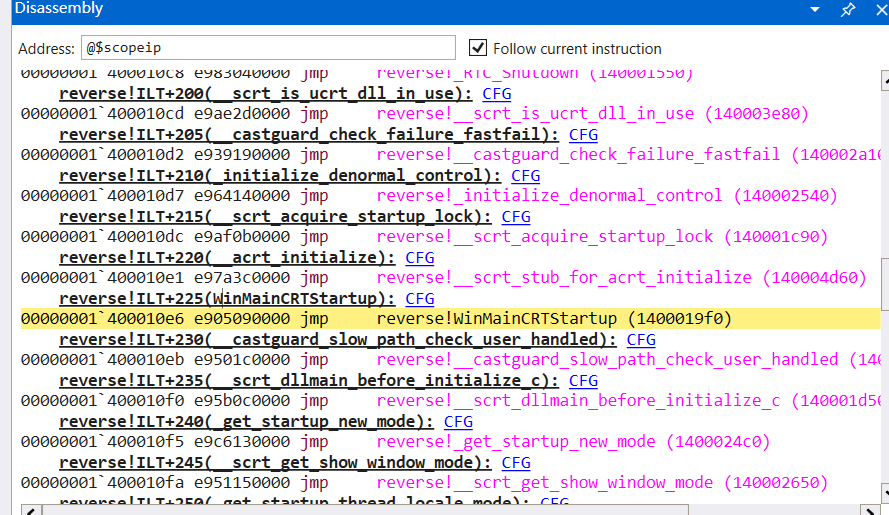 Disassembly
Address: @$scopeip Follow current instruction
00000001`400010c8 e983040000 jmp reverse!_RTC_Shutdown (140001550)
reverse!ILT+200(__scrt_is_ucrt_dll_in_use): CFG
00000001`400010cd e9ae2d0000 jmp reverse!__scrt_is_ucrt_dll_in_use (140003e80)
reverse!ILT+205(__castguard_check_failure_fastfail): CFG
00000001`400010d2 e939190000 jmp reverse!__castguard_check_failure_fastfail (140002a10
reverse!ILT+210(_initialize_denormal_control): CFG
00000001`400010d7 e964140000 jmp reverse!_initialize_denormal_control (140002540)
reverse!ILT+215(__scrt_acquire_startup_lock): CFG
00000001`400010dc e9af0b0000 jmp reverse!__scrt_acquire_startup_lock (140001c90)
reverse!ILT+220(__acrt_initialize): CFG
00000001`400010e1 e97a3c0000 jmp reverse!__scrt_stub_for_acrt_initialize (140004d60)
reverse!ILT+225(WinMainCRTStartup): CFG
00000001`400010e6 e905090000 jmp reverse!WinMainCRTStartup (1400019f0)
reverse!ILT+230(__castguard_slow_path_check_user_handled): CFG
00000001`400010eb e9501c0000 jmp reverse!__castguard_slow_path_check_user_handled (140
reverse!ILT+235(__scrt_dllmain_before_initialize_c): CFG
00000001`400010f0 e95b0c0000 jmp reverse!__scrt_dllmain_before_initialize_c (140001d50
reverse!ILT+240(_get_startup_new_mode): CFG
00000001`400010f5 e9c6130000 jmp reverse!_get_startup_new_mode (1400024c0)
reverse!ILT+245(__scrt_get_show_window_mode): CFG
00000001`400010fa e951150000 jmp reverse!__scrt_get_show_window_mode (140002650)
reverse!ILT+250(_get_startup_thread_locale_mode): CFG